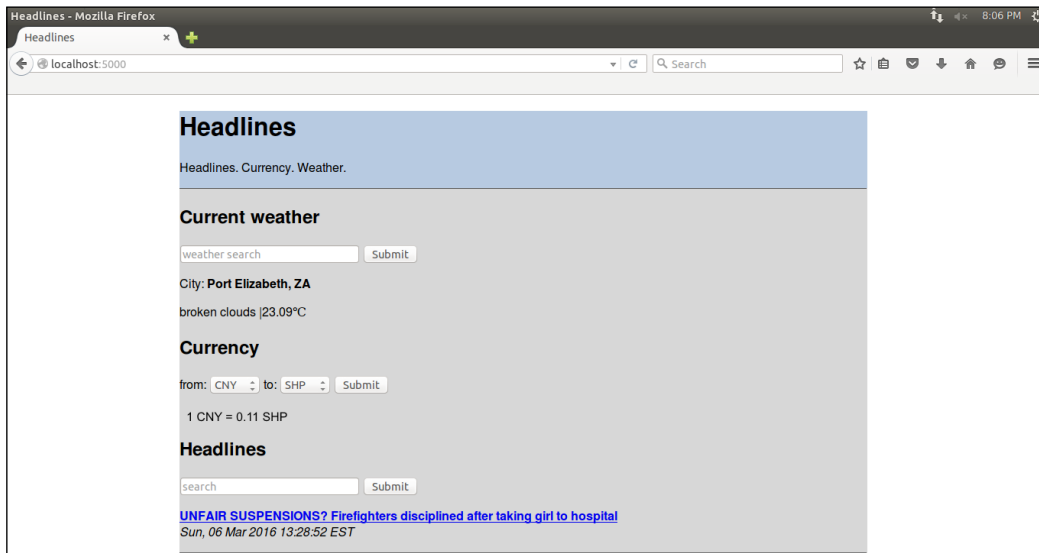 Headlines - Mozilla Firefox 8:06 PM
Headlines ×
localhost:5000 Search
Headlines
Headlines. Currency. Weather.
Current weather
weather search Submit
City: Port Elizabeth, ZA
broken clouds |23.09℃
Currency
from: CNY to: SHP Submit
1 CNY = 0.11 SHP
Headlines
search Submit
UNFAIR SUSPENSIONS? Firefighters disciplined after taking girl to hospital
Sun, 06 Mar 2016 13:28:52 EST